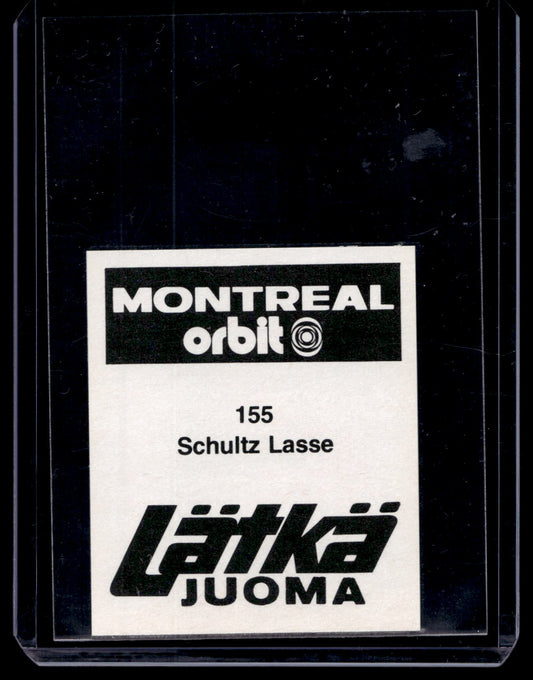 MONTREAL
orbit
155
Schultz Lasse
Lätkä
JUOMA